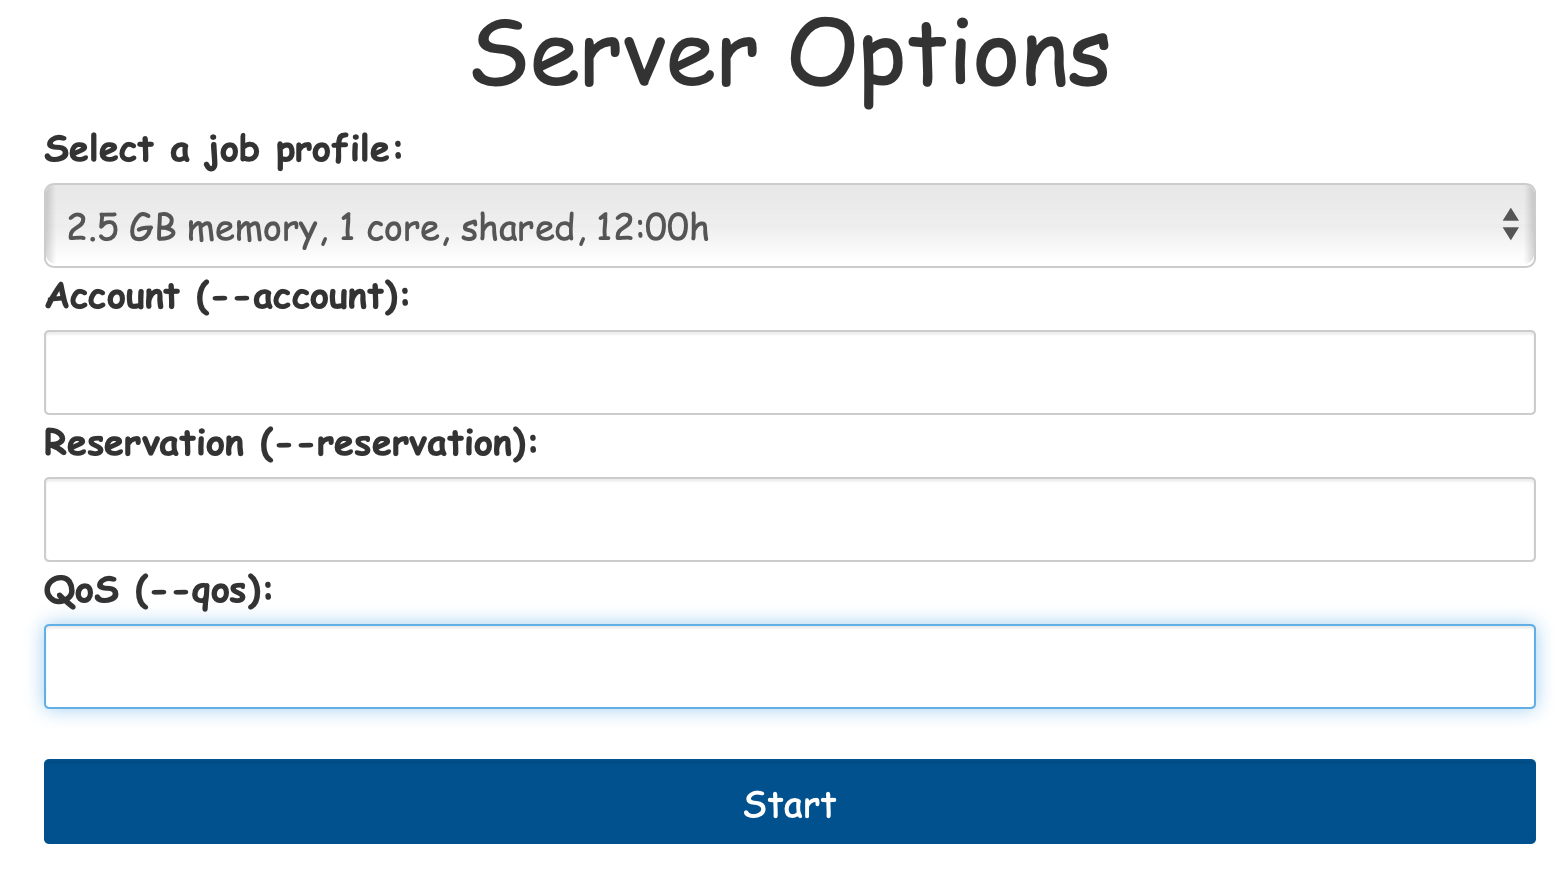 Server Options
Select a job profile:
2.5 GB memory, 1 core, shared, 12:00h
Account (--account):
Reservation (--reservation):
QoS (--qos):
Start